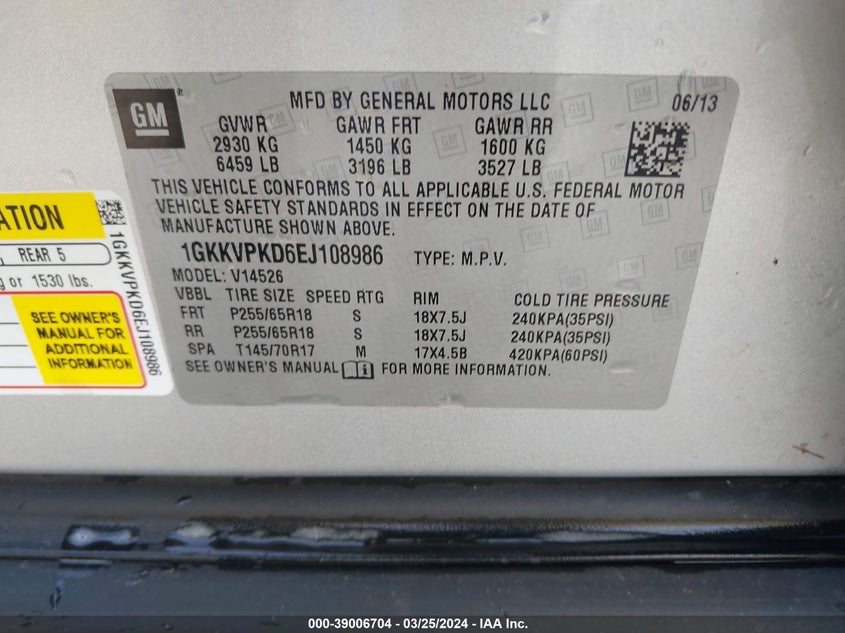 GM
MFD BY GENERAL MOTORS LLC 06/13
GVWR GAWR FRT GAWR RR
2930 KG 1450 KG 1600 KG
6459 LB 3196 LB 3527 LB
THIS VEHICLE CONFORMS TO ALL APPLICABLE U.S. FEDERAL MOTOR
VEHICLE SAFETY STANDARDS IN EFFECT ON THE DATE OF
MANUFACTURE SHOWN ABOVE.
1GKKVPKD6EJ108986 TYPE: M.P.V.
MODEL: V14526
VBBL TIRE SIZE SPEED RTG RIM COLD TIRE PRESSURE
FRT P255/65R18 S 18X7.5J 240KPA(35PSI)
RR P255/65R18 S 18X7.5J 240KPA(35PSI)
SPA T145/70R17 M 17X4.5B 420KPA(60PSI)
SEE OWNER'S MANUAL FOR MORE INFORMATION.
REAR 5
or 1530 lbs.
SEE OWNER'S
MANUAL FOR
ADDITIONAL
INFORMATION
1GKKVPKD6EJ108986
000-39006704 - 03/25/2024 - IAA Inc.